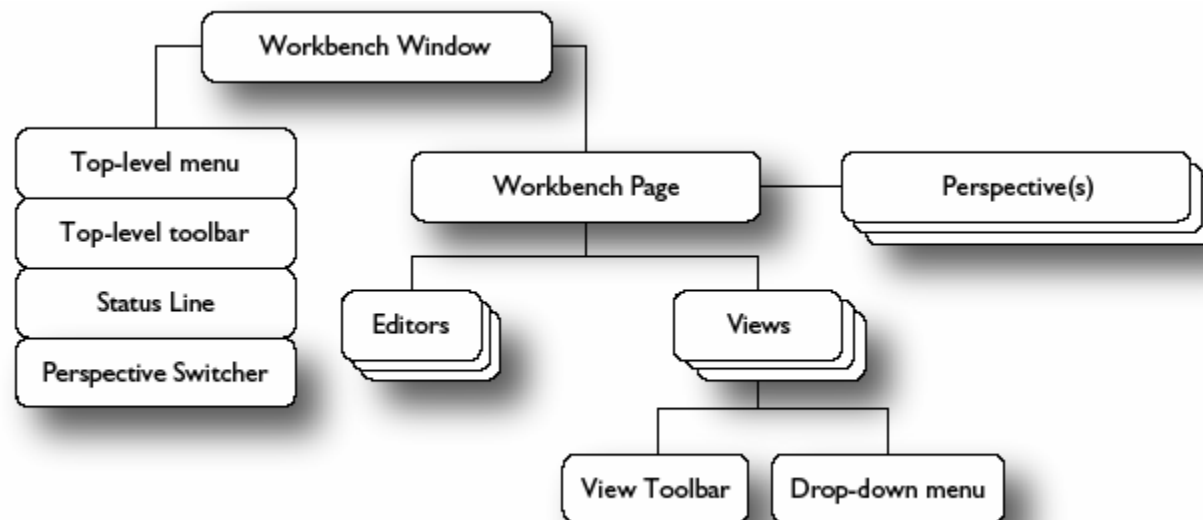 Workbench Window
Top-level menu
Workbench Page
Perspective(s)
Top-level toolbar
Status Line
Editors
Views
Perspective Switcher
View Toolbar
Drop-down menu